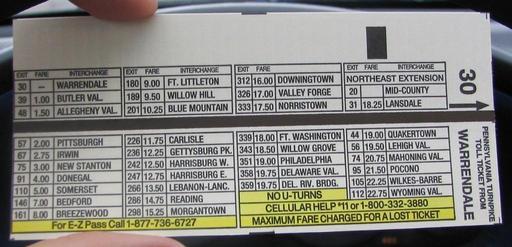 EXIT FARE INTERCHANGE
30 — WARRENDALE
39 1.00 BUTLER VAL.
48 1.50 ALLEGHENY VAL.
EXIT FARE INTERCHANGE
180 9.00 FT. LITTLETON
189 9.50 WILLOW HILL
201 10.25 BLUE MOUNTAIN
EXIT FARE INTERCHANGE
312 16.00 DOWNINGTOWN
326 17.00 VALLEY FORGE
333 17.50 NORRISTOWN
EXIT FARE INTERCHANGE
NORTHEAST EXTENSION
20 MID-COUNTY
31 18.25 LANSDALE
30
57 2.00 PITTSBURGH
67 2.75 IRWIN
75 3.00 NEW STANTON
91 4.00 DONEGAL
110 5.00 SOMERSET
146 7.00 BEDFORD
161 8.00 BREEZEWOOD
226 11.75 CARLISLE
236 12.25 GETTYSBURG PK.
242 12.50 HARRISBURG W.
247 12.75 HARRISBURG E.
266 13.50 LEBANON-LANC.
286 14.75 READING
298 15.25 MORGANTOWN
339 18.00 FT. WASHINGTON
343 18.50 WILLOW GROVE
351 19.00 PHILADELPHIA
358 19.75 DELAWARE VAL.
359 19.75 DEL. RIV. BRDG.
44 19.00 QUAKERTOWN
56 19.50 LEHIGH VAL.
74 20.75 MAHONING VAL.
95 21.50 POCONO
105 22.25 WILKES-BARRE
112 22.75 WYOMING VAL.
For E-Z Pass Call 1-877-736-6727
NO U-TURNS
CELLULAR HELP *11 or 1-800-332-3880
MAXIMUM FARE CHARGED FOR A LOST TICKET
PENNSYLVANIA TURNPIKE
TOLL TICKET FROM
WARRENDALE